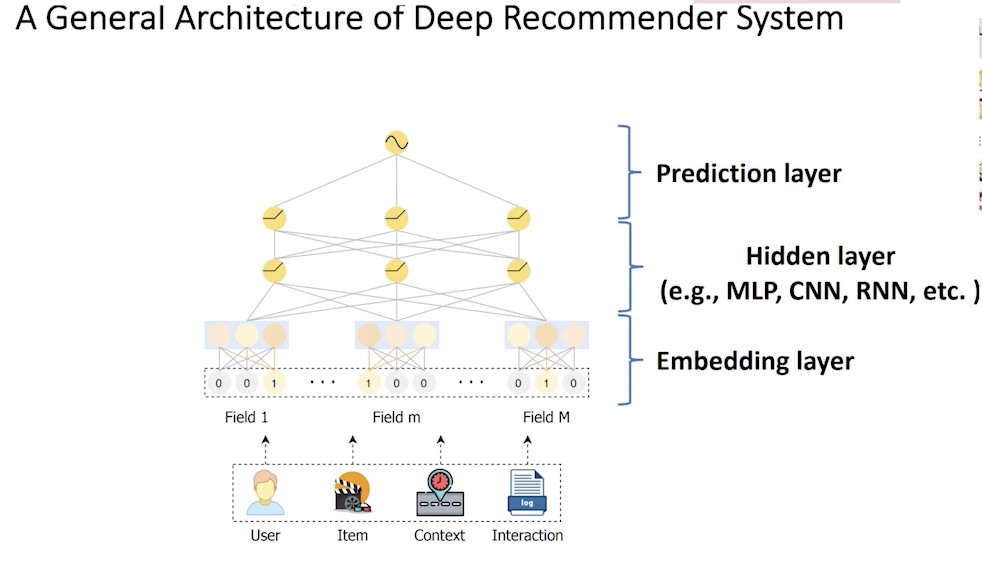 A General Architecture of Deep Recommender System
Prediction layer
Hidden layer
(e.g., MLP, CNN, RNN, etc. )
Embedding layer
0 0 1 ... 1 0 0 ... 0 1 0
Field 1 Field m Field M
log
User Item Context Interaction